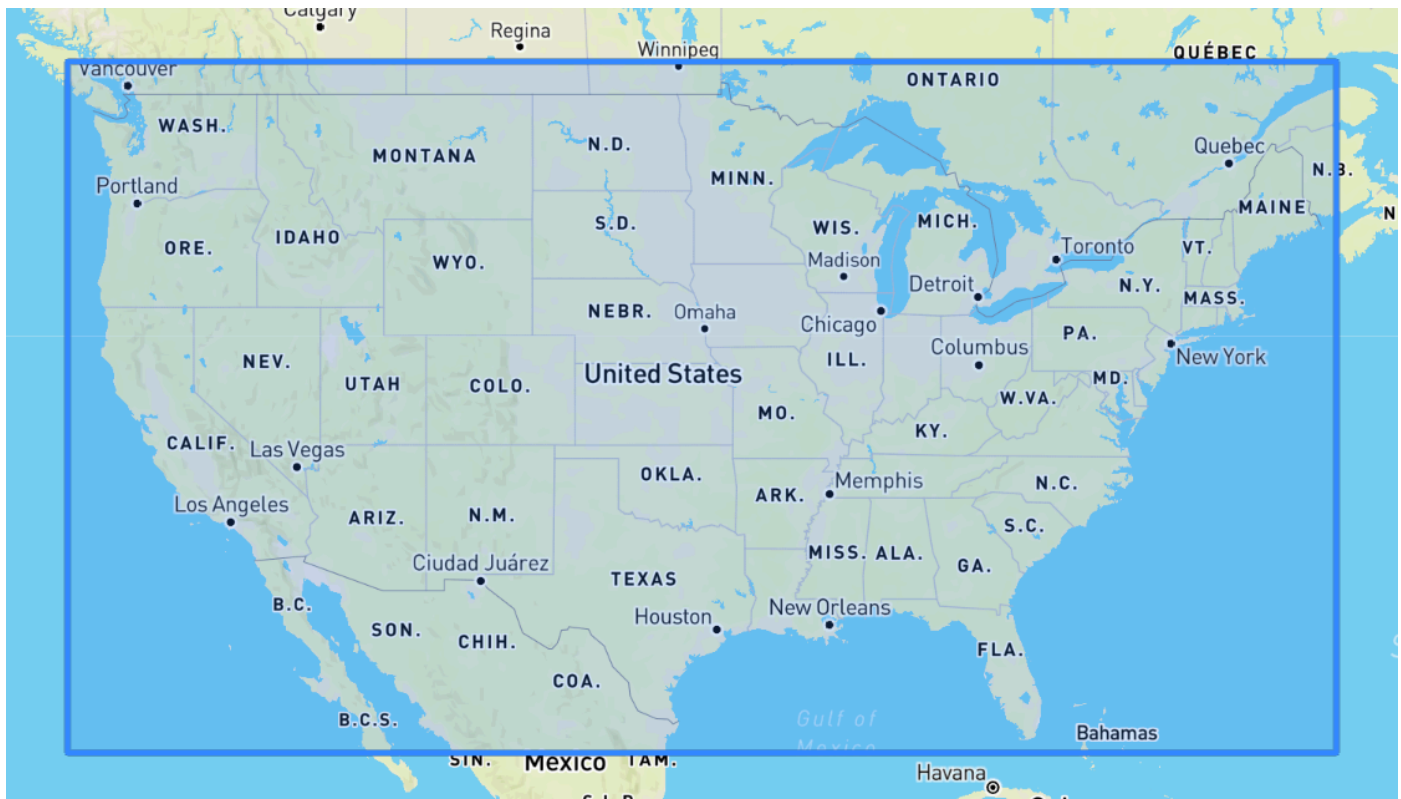 Calgary
Regina
Winnipeg
QUÉBEC
Vancouver
ONTARIO
WASH.
N.D.
Quebec
MONTANA
MINN.
N.B.
Portland
MAINE
N
S.D.
WIS.
MICH.
ORE.
IDAHO
Toronto
VT.
WYO.
Madison
Detroit
N.Y.
MASS.
NEBR.
Omaha
Chicago
PA.
Columbus
New York
NEV.
ILL.
United States
UTAH
COLO.
MD.
W.VA.
MO.
KY.
CALIF.
Las Vegas
OKLA.
Memphis
N.C.
ARK.
Los Angeles
ARIZ.
N.M.
S.C.
MISS.
ALA.
GA.
Ciudad Juárez
TEXAS
B.C.
New Orleans
Houston
SON.
CHIH.
FLA.
COA.
B.C.S.
Gulf of
Mexico
Bahamas
SIN.
Mexico
TAM.
Havana